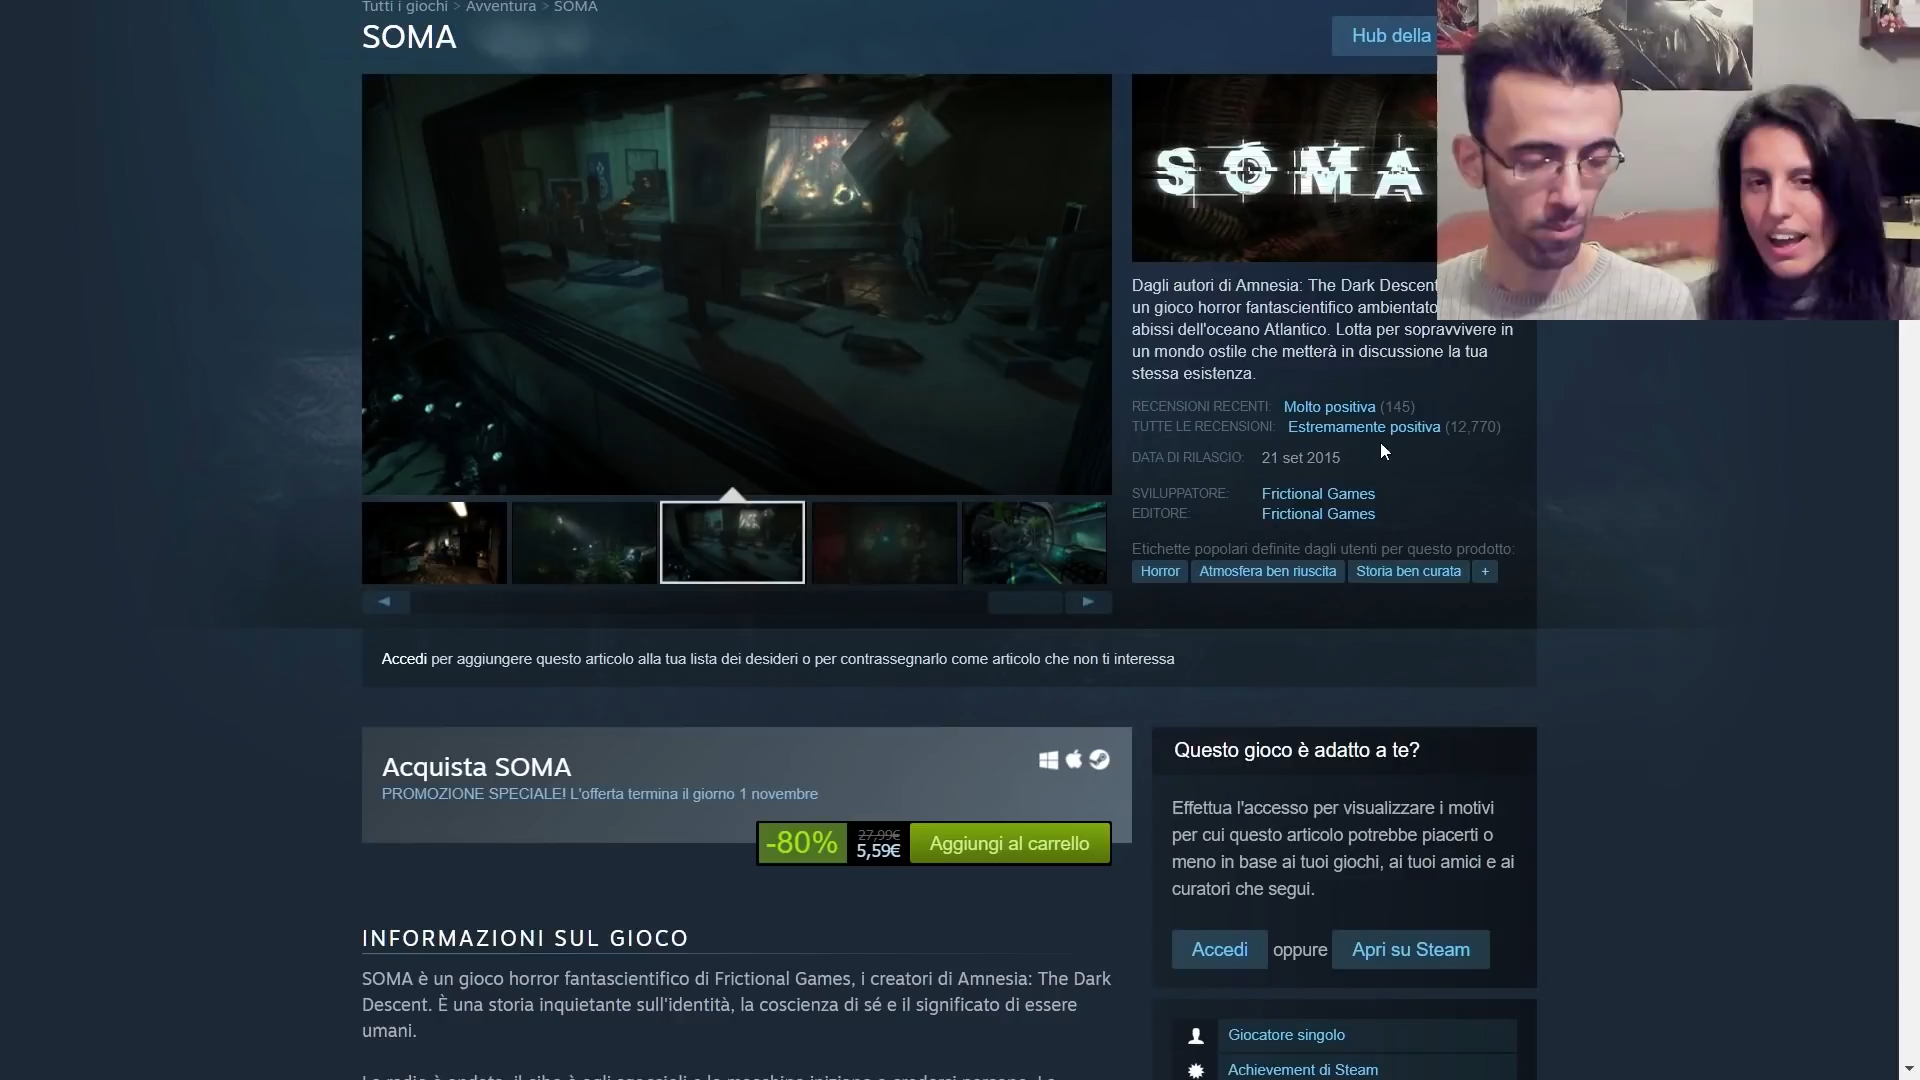 Tutti i giochi > Avventura > SOMA
SOMA
Hub della
SOMA
Dagli autori di Amnesia: The Dark Descent
un gioco horror fantascientifico ambientato
abissi dell'oceano Atlantico. Lotta per sopravvivere in
un mondo ostile che metterà in discussione la tua
stessa esistenza.
RECENSIONI RECENTI: Molto positiva (145)
TUTTE LE RECENSIONI: Estremamente positiva (12,770)
DATA DI RILASCIO: 21 set 2015
SVILUPPATORE: Frictional Games
EDITORE: Frictional Games
Etichette popolari definite dagli utenti per questo prodotto:
Horror Atmosfera ben riuscita Storia ben curata +
Accedi per aggiungere questo articolo alla tua lista dei desideri o per contrassegnarlo come articolo che non ti interessa
Acquista SOMA
PROMOZIONE SPECIALE! L'offerta termina il giorno 1 novembre
-80% 27,99€ 5,59€ Aggiungi al carrello
INFORMAZIONI SUL GIOCO
SOMA è un gioco horror fantascientifico di Frictional Games, i creatori di Amnesia: The Dark
Descent. È una storia inquietante sull'identità, la coscienza di sé e il significato di essere
umani.
Questo gioco è adatto a te?
Effettua l'accesso per visualizzare i motivi
per cui questo articolo potrebbe piacerti o
meno in base ai tuoi giochi, ai tuoi amici e ai
curatori che segui.
Accedi oppure Apri su Steam
Giocatore singolo
Achievement di Steam